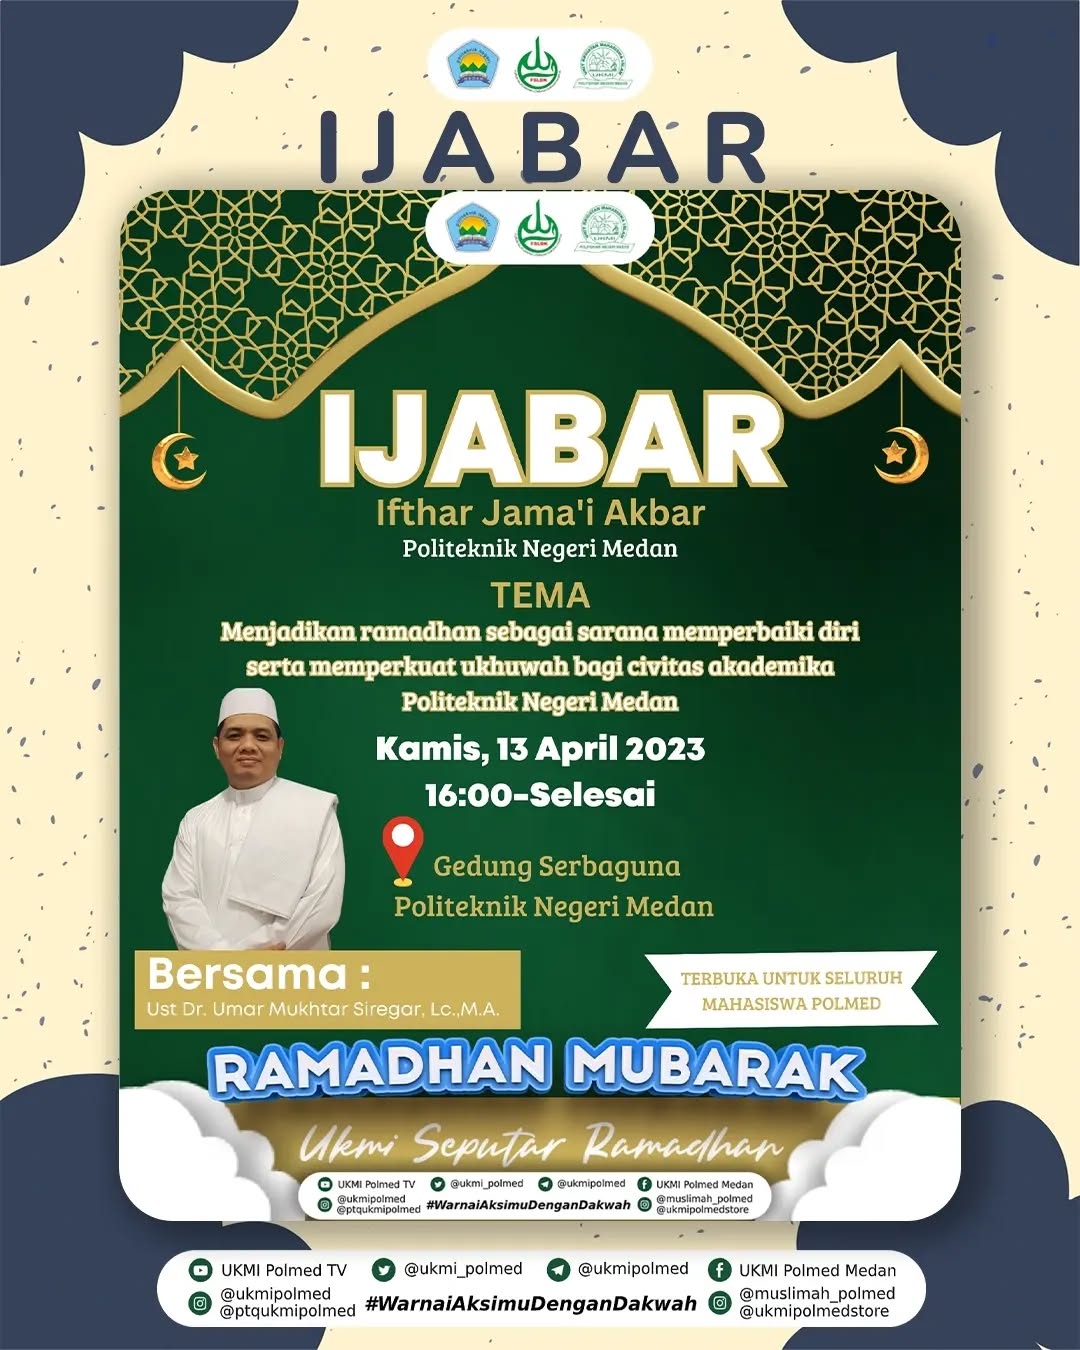 IJABAR
IJABAR
Ifthar Jama'i Akbar
Politeknik Negeri Medan
TEMA
Menjadikan ramadhan sebagai sarana memperbaiki diri
serta memperkuat ukhuwah bagi civitas akademika
Politeknik Negeri Medan
Kamis, 13 April 2023
16:00-Selesai
Gedung Serbaguna
Politeknik Negeri Medan
Bersama :
Ust Dr. Umar Mukhtar Siregar, Lc.,M.A.
TERBUKA UNTUK SELURUH
MAHASISWA POLMED
RAMADHAN MUBARAK
Ukmi Seputar Ramadhan
UKMI Polmed TV @ukmi_polmed @ukmipolmed UKMI Polmed Medan
@ukmipolmed
@ptqukmipolmed #WarnaiAksimuDenganDakwah @muslimah_polmed
@ukmipolmedstore
UKMI Polmed TV @ukmi_polmed @ukmipolmed UKMI Polmed Medan
@ukmipolmed
@ptqukmipolmed #WarnaiAksimuDenganDakwah @muslimah_polmed
@ukmipolmedstore